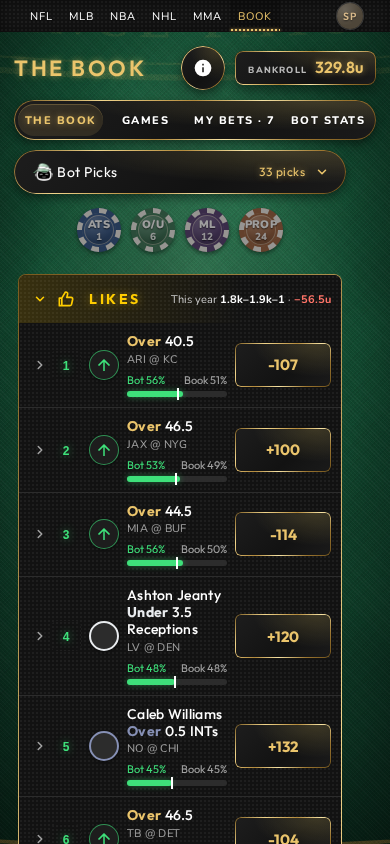 NFL MLB NBA NHL MMA BOOK SP
THE BOOK
BANKROLL 329.8u
THE BOOK GAMES MY BETS · 7 BOT STATS
Bot Picks 33 picks
ATS O/U ML PROP
1 6 12 24
LIKES This year 1.8k–1.9k–1 · −56.5u
Over 40.5
1 ARI @ KC -107
Bot 56% Book 51%
Over 46.5
2 JAX @ NYG +100
Bot 53% Book 49%
Over 44.5
3 MIA @ BUF -114
Bot 56% Book 50%
Ashton Jeanty
Under 3.5
Receptions
4 LV @ DEN +120
Bot 48% Book 48%
Caleb Williams
Over 0.5 INTs
5 NO @ CHI +132
Bot 45% Book 45%
Over 46.5
6 TB @ DET -104